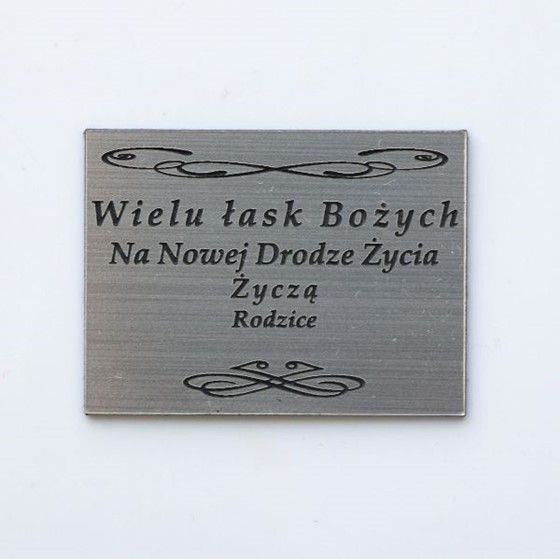 Wielu łask Bożych
Na Nowej Drodze Życia
Życzą
Rodzice